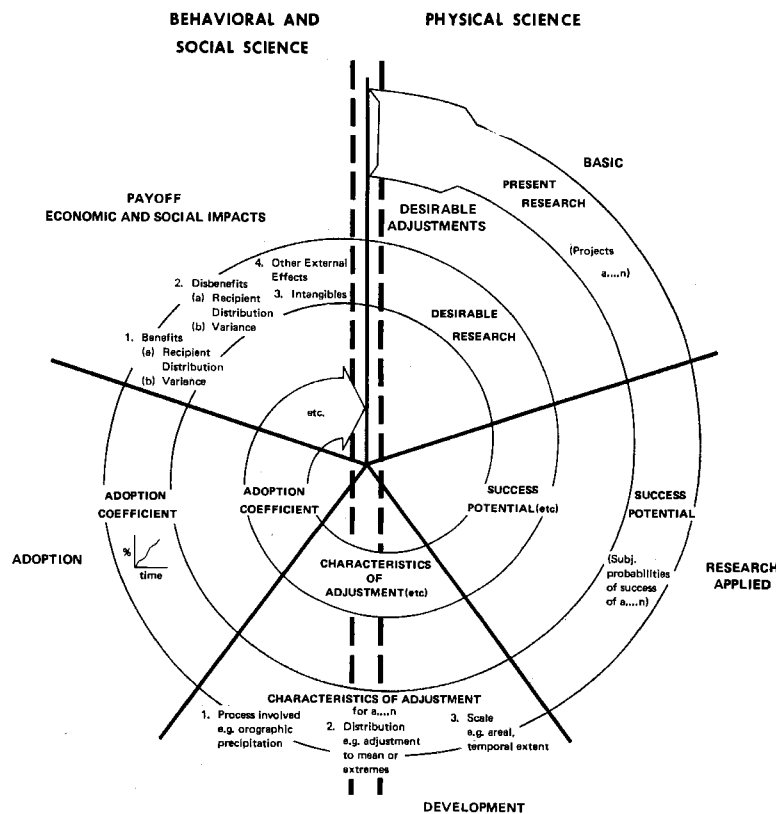 BEHAVIORAL AND
SOCIAL SCIENCE
PHYSICAL SCIENCE
BASIC
PRESENT
RESEARCH
(Projects
a,...n)
DESIRABLE
ADJUSTMENTS
DESIRABLE
RESEARCH
PAYOFF
ECONOMIC AND SOCIAL IMPACTS
4. Other External
Effects
3. Intangibles
2. Disbenefits
(a) Recipient
Distribution
(b) Variance
1. Benefits
(a) Recipient
Distribution
(b) Variance
etc.
ADOPTION
COEFFICIENT
ADOPTION
COEFFICIENT
SUCCESS
POTENTIAL(etc)
SUCCESS
POTENTIAL
ADOPTION
%
time
(Subj.
probabilities
of success
of a,...n)
RESEARCH
APPLIED
CHARACTERISTICS
OF
ADJUSTMENT(etc)
CHARACTERISTICS OF ADJUSTMENT
for a,...n
1. Process involved
e.g. orographic
precipitation
2. Distribution
e.g. adjustment
to mean or
extremes
3. Scale
e.g. areal,
temporal extent
DEVELOPMENT